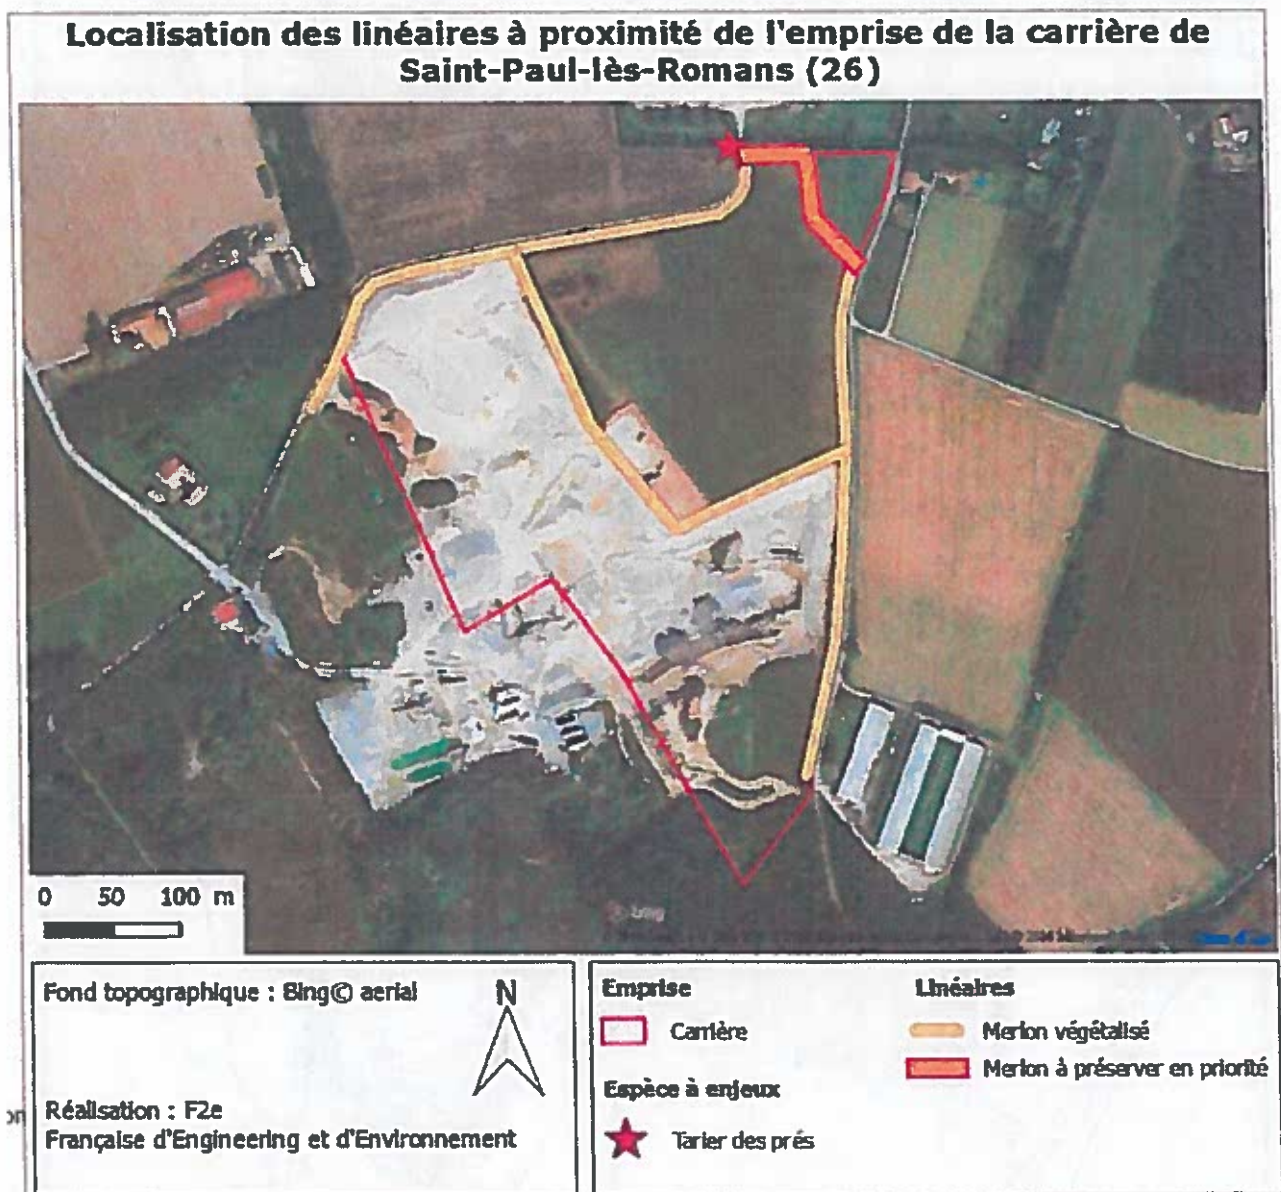 Localisation des linéaires à proximité de l'emprise de la carrière de
Saint-Paul-lès-Romans (26)
bing
0 50 100 m
Fond topographique : Bing© aerial
N
Réalisation : F2e
Française d'Engineering et d'Environnement
Emprise
Carrière
Espèce à enjeux
Tarier des prés
Linéaires
Merlon végétalisé
Merlon à préserver en priorité